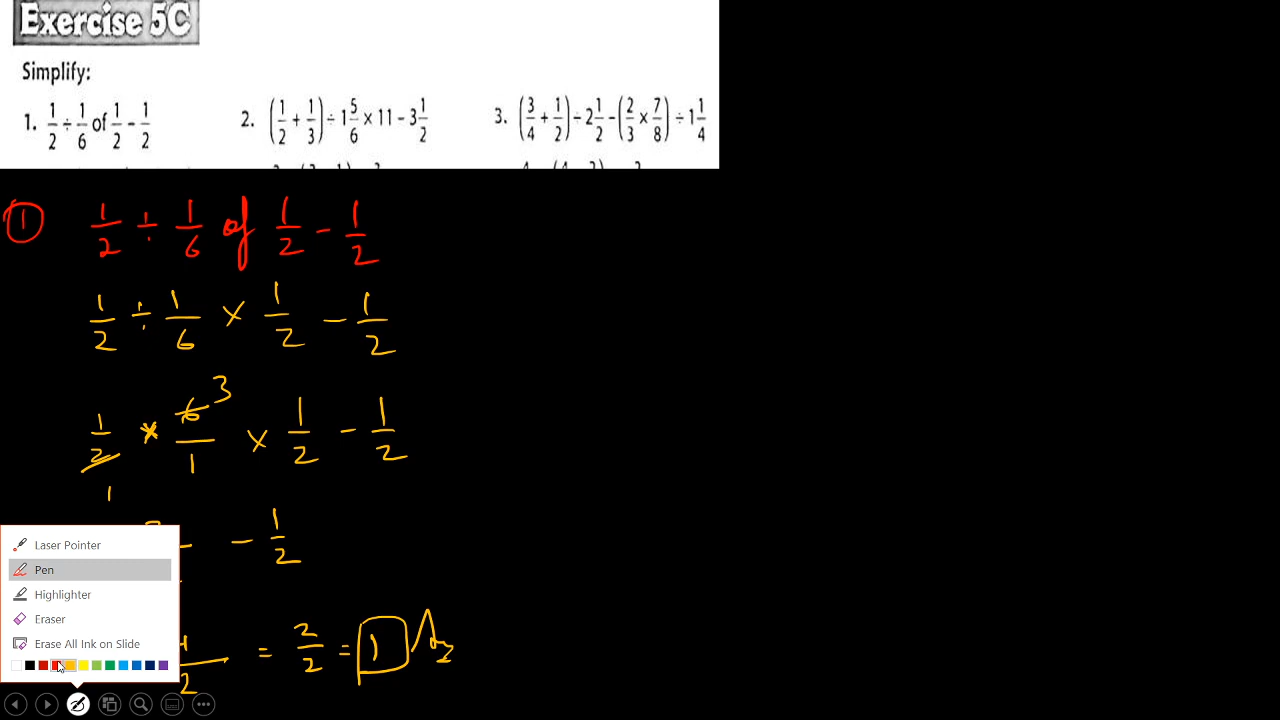 Exercise 5C
Simplify:
1. 1/2 ÷ 1/6 of 1/2 - 1/2 2. (1/2 + 1/3) ÷ 1 5/6 × 11 - 3 1/2 3. (3/4 + 1/2) ÷ 2 1/2 - (2/3 × 7/8) ÷ 1 1/4
① 1/2 ÷ 1/6 of 1/2 - 1/2
1/2 ÷ 1/6 × 1/2 - 1/2
1/2 × 6/1 × 1/2 - 1/2
3
1
- 1/2
2 = 2/2 = 1
Laser Pointer
Pen
Highlighter
Eraser
Erase All Ink on Slide